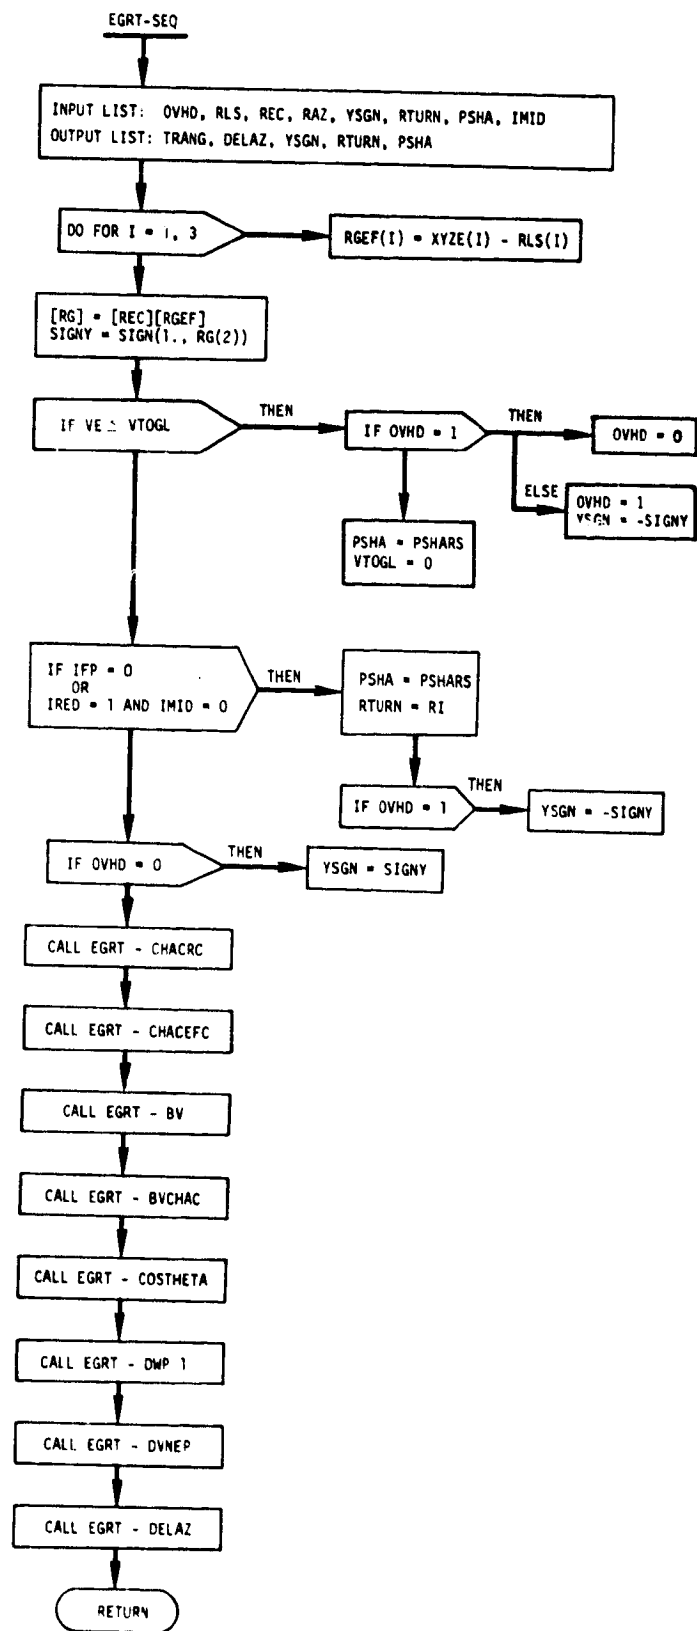 EGRT-SEQ
INPUT LIST: OVHD, RLS, REC, RAZ, YSGN, RTURN, PSHA, IMID
OUTPUT LIST: TRANG, DELAZ, YSGN, RTURN, PSHA
DO FOR I = 1, 3
RGEF(I) = XYZE(I) - RLS(I)
[RG] = [REC][RGEF]
SIGNY = SIGN(1., RG(2))
IF VE VTOGL
THEN
IF OVHD = 1
THEN
OVHD = 0
ELSE
OVHD = 1
YSGN = -SIGNY
PSHA = PSHARS
VTOGL = 0
IF IFP = 0
OR
IRED = 1 AND IMID = 0
THEN
PSHA = PSHARS
RTURN = RI
IF OVHD = 1
THEN
YSGN = -SIGNY
IF OVHD = 0
THEN
YSGN = SIGNY
CALL EGRT - CHACRC
CALL EGRT - CHACEFC
CALL EGRT - BV
CALL EGRT - BVCHAC
CALL EGRT - COSTHETA
CALL EGRT - DWP 1
CALL EGRT - DVNEP
CALL EGRT - DELAZ
RETURN